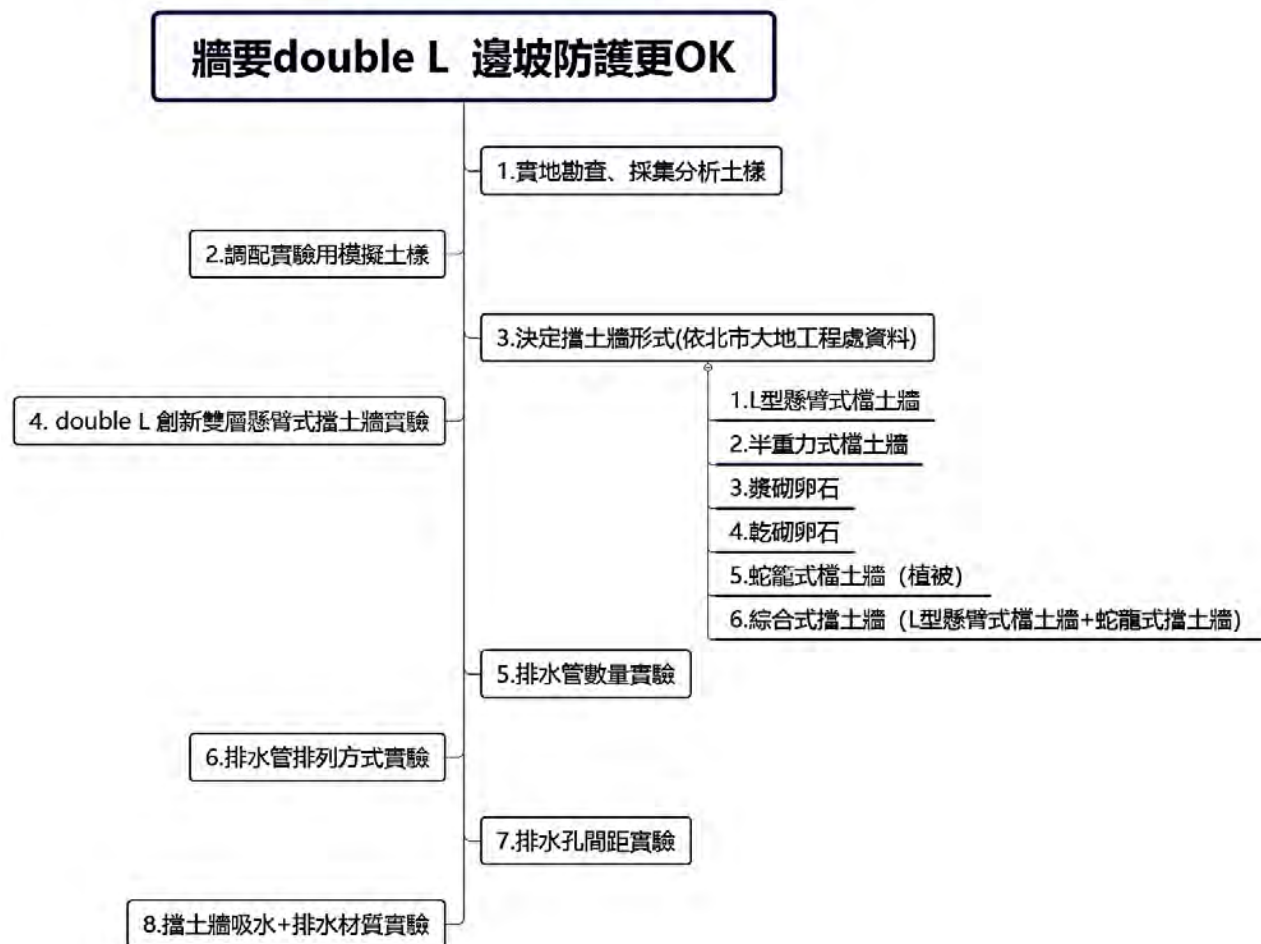 牆要double L 邊坡防護更OK
1.實地勘查、採集分析土樣
2.調配實驗用模擬土樣
3.決定擋土牆形式(依北市大地工程處資料)
1.L型懸臂式檔土牆
2.半重力式檔土牆
3.漿砌卵石
4.乾砌卵石
5.蛇籠式檔土牆（植被）
6.綜合式擋土牆（L型懸臂式檔土牆+蛇龍式擋土牆）
4. double L 創新雙層懸臂式擋土牆實驗
5.排水管數量實驗
6.排水管排列方式實驗
7.排水孔間距實驗
8.擋土牆吸水+排水材質實驗